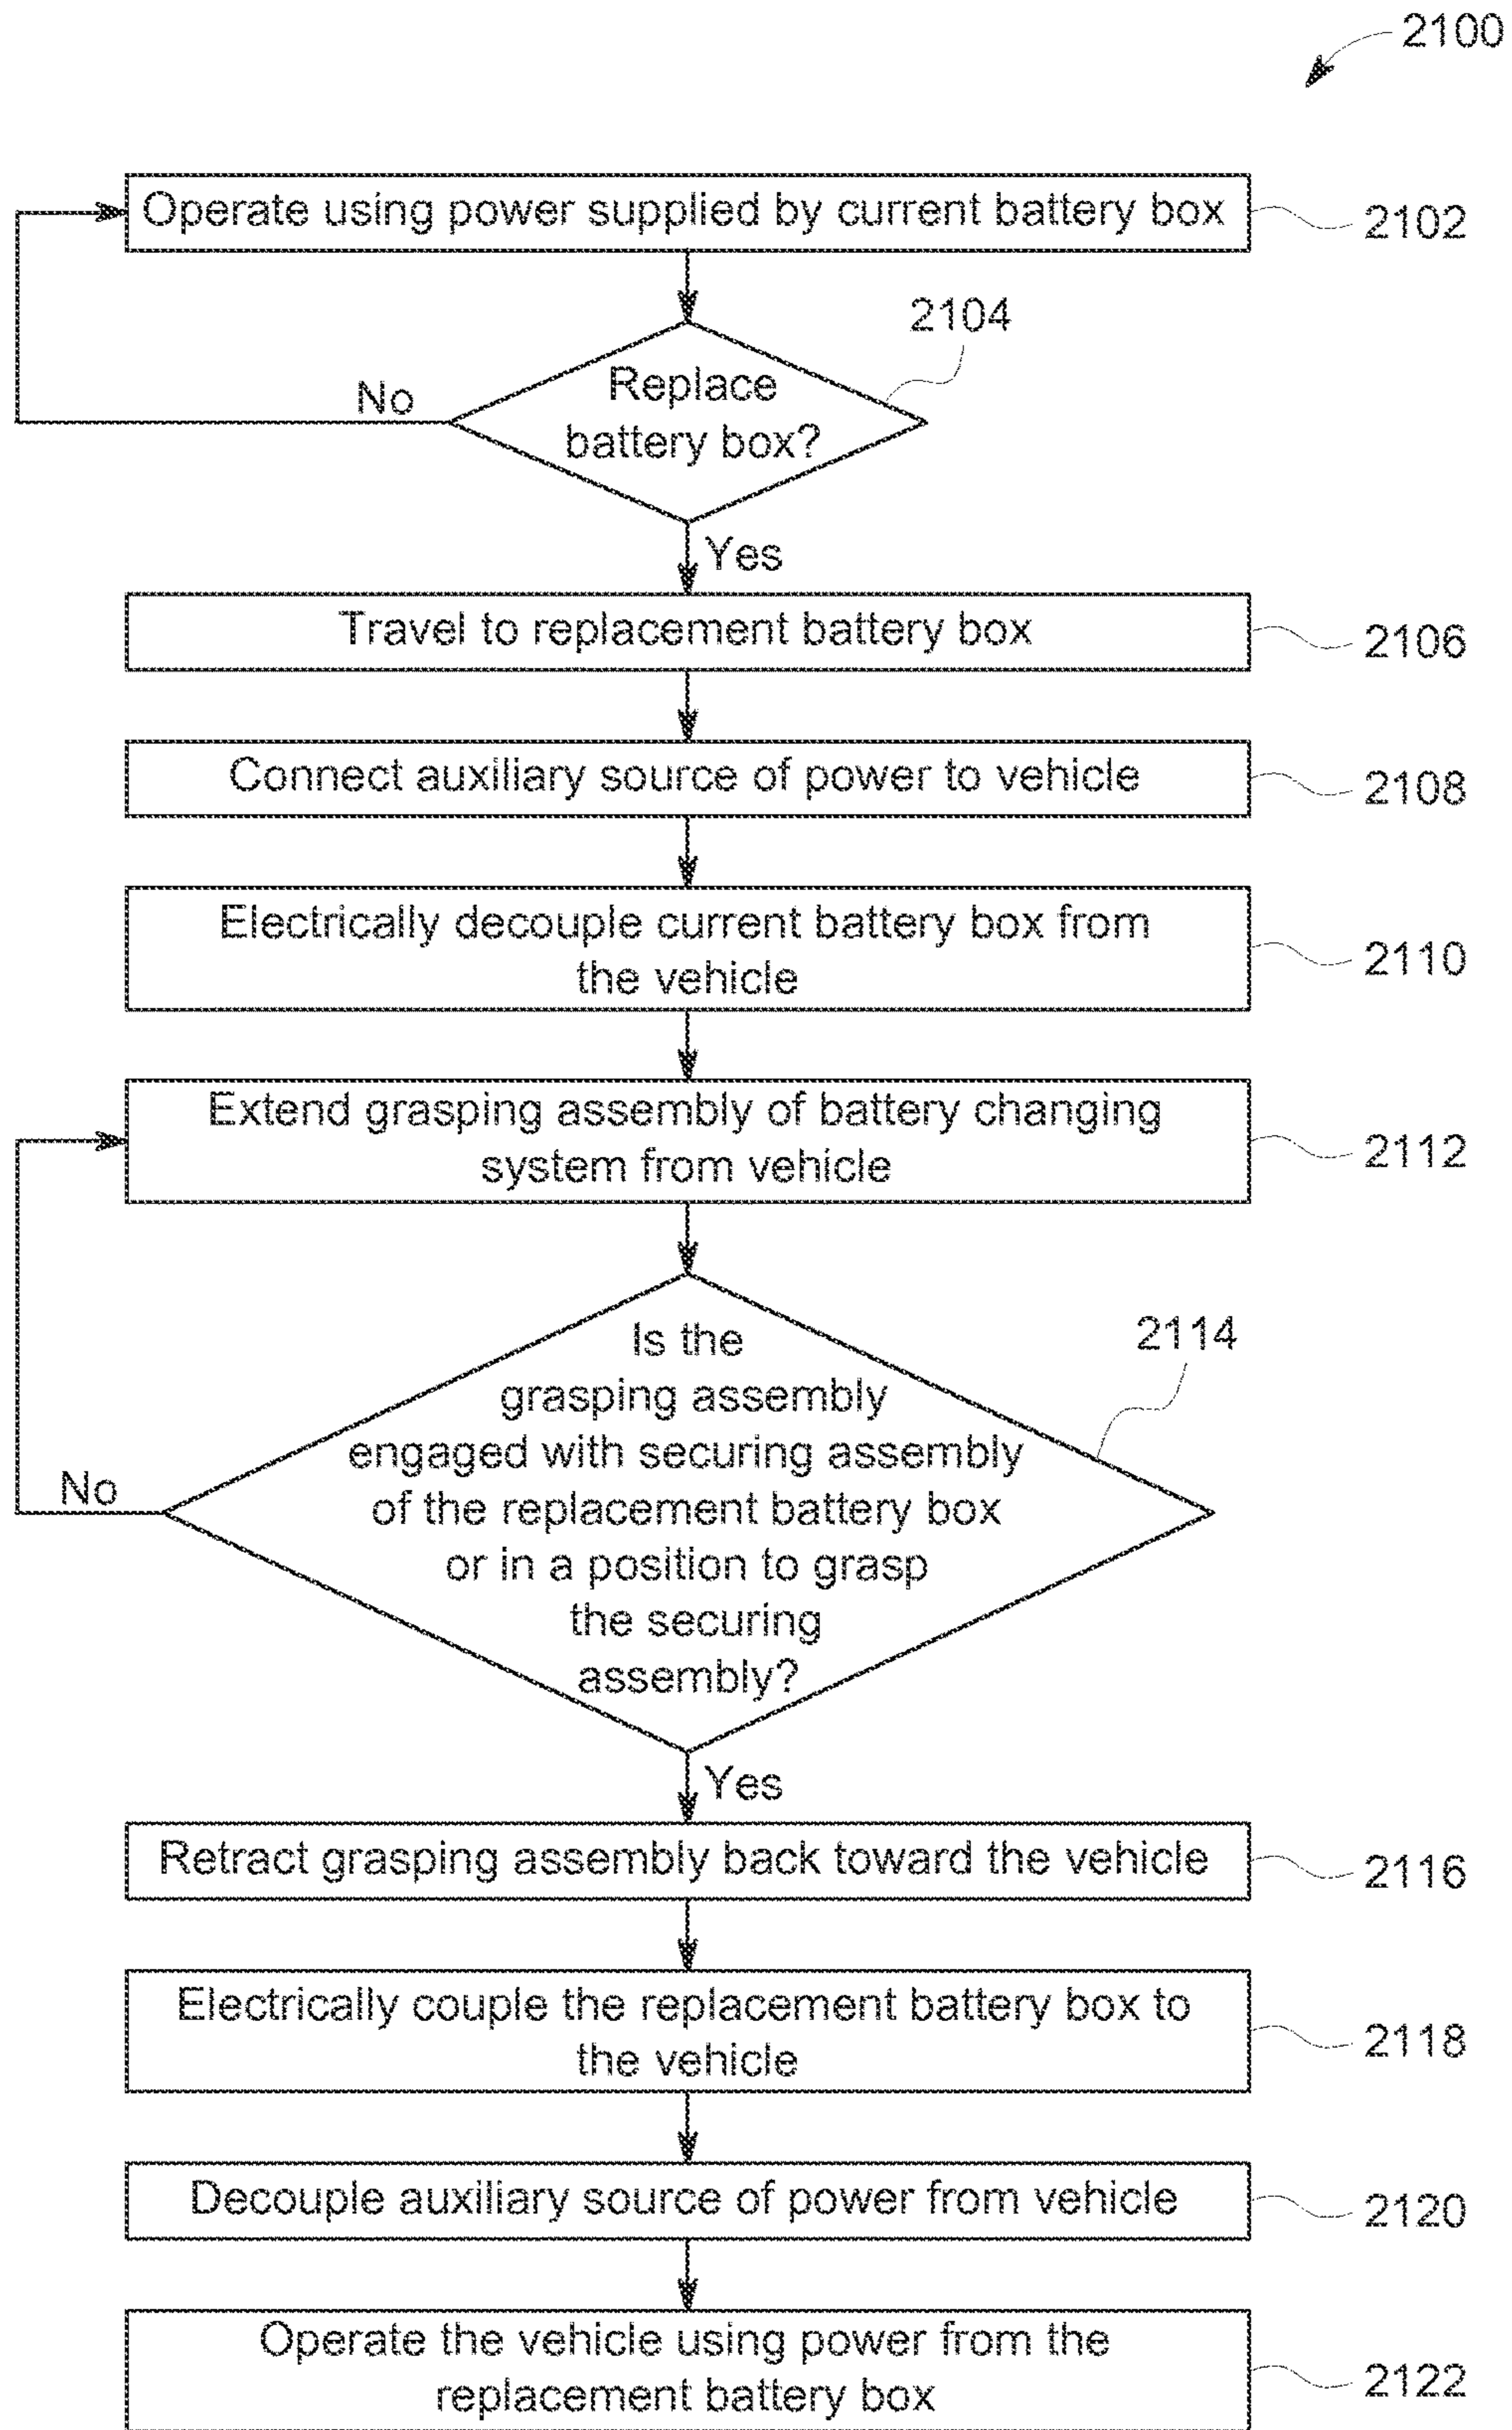 2100
Operate using power supplied by current battery box
2102
2104
Replace
battery box?
No
Yes
Travel to replacement battery box
2106
Connect auxiliary source of power to vehicle
2108
Electrically decouple current battery box from
the vehicle
2110
Extend grasping assembly of battery changing
system from vehicle
2112
2114
Is the
grasping assembly
engaged with securing assembly
of the replacement battery box
or in a position to grasp
the securing
assembly?
No
Yes
Retract grasping assembly back toward the vehicle
2116
Electrically couple the replacement battery box to
the vehicle
2118
Decouple auxiliary source of power from vehicle
2120
Operate the vehicle using power from the
replacement battery box
2122